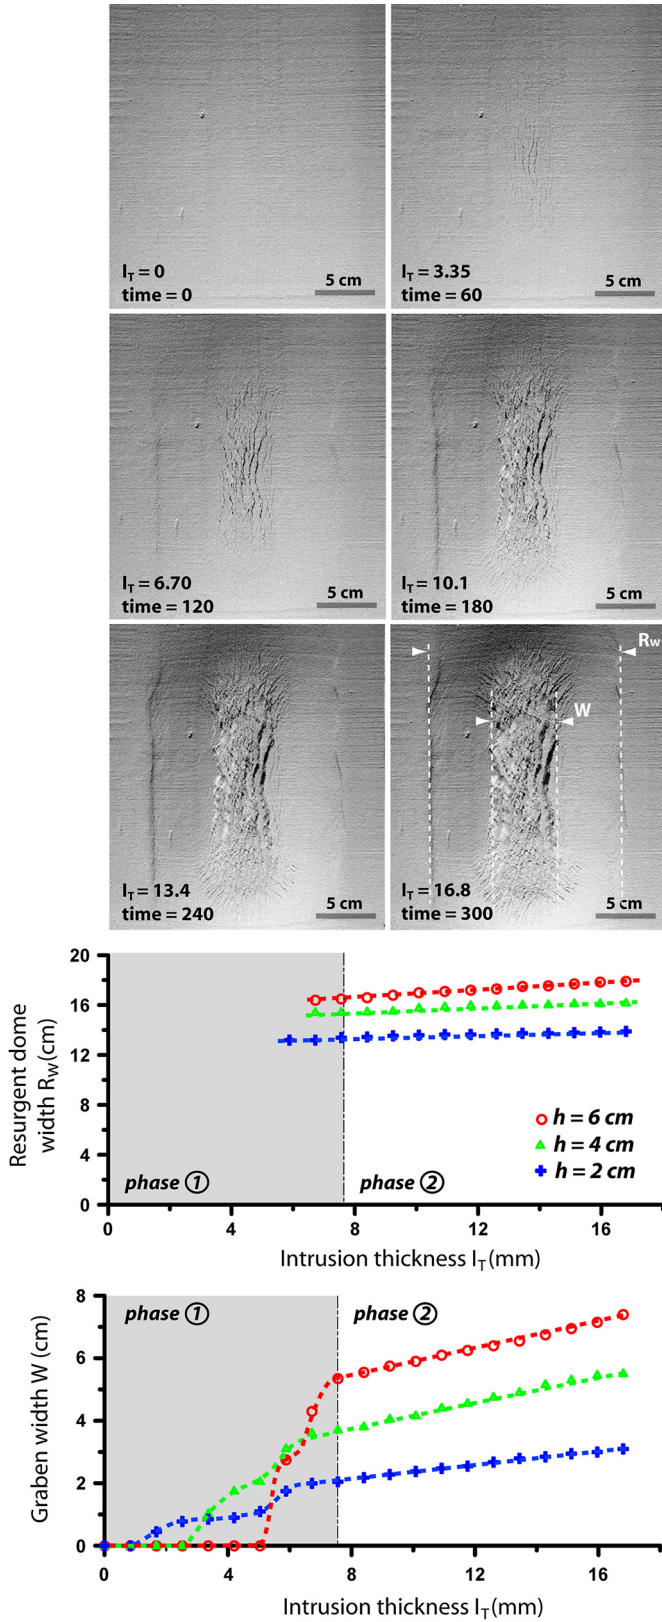 I_T = 0
time = 0
5 cm
I_T = 3.35
time = 60
5 cm
I_T = 6.70
time = 120
5 cm
I_T = 10.1
time = 180
5 cm
I_T = 13.4
time = 240
5 cm
R_W
W
I_T = 16.8
time = 300
5 cm
Resurgent dome
width R_W(cm)
20
16
12
8
4
0
h = 6 cm
h = 4 cm
h = 2 cm
phase ①
phase ②
0
4
8
12
16
Intrusion thickness I_T(mm)
Graben width W (cm)
8
6
4
2
0
phase ①
phase ②
0
4
8
12
16
Intrusion thickness I_T(mm)